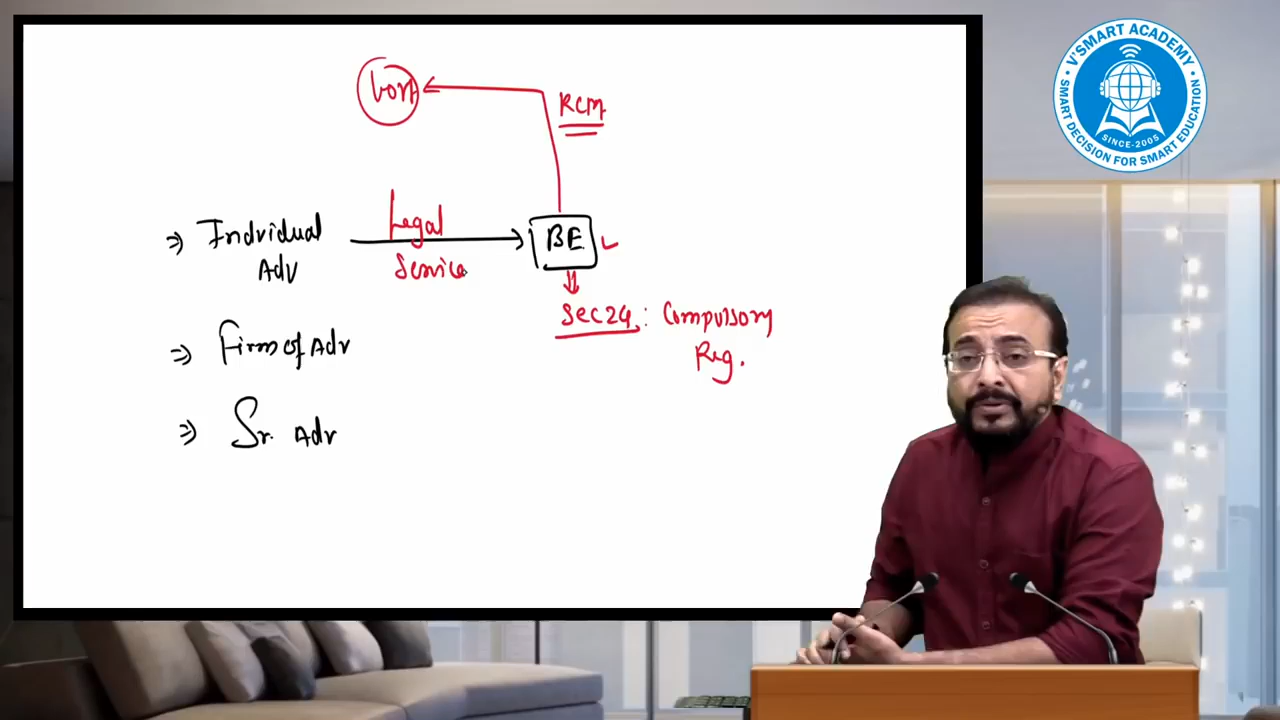 Govt
RCM
⇒ Individual Adv
Legal Service
BE
Sec 24 : Compulsory Reg.
⇒ Firm of Adv
⇒ Sr. Adv
V'SMART ACADEMY
SINCE-2005
SMART DECISION FOR SMART EDUCATION